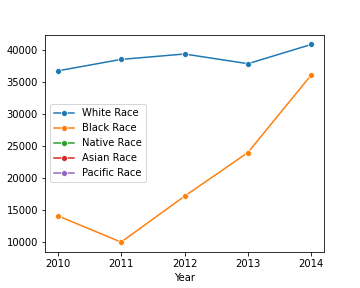 40000
35000
30000
25000
20000
15000
10000
White Race
Black Race
Native Race
Asian Race
Pacific Race
2010 2011 2012 2013 2014
Year